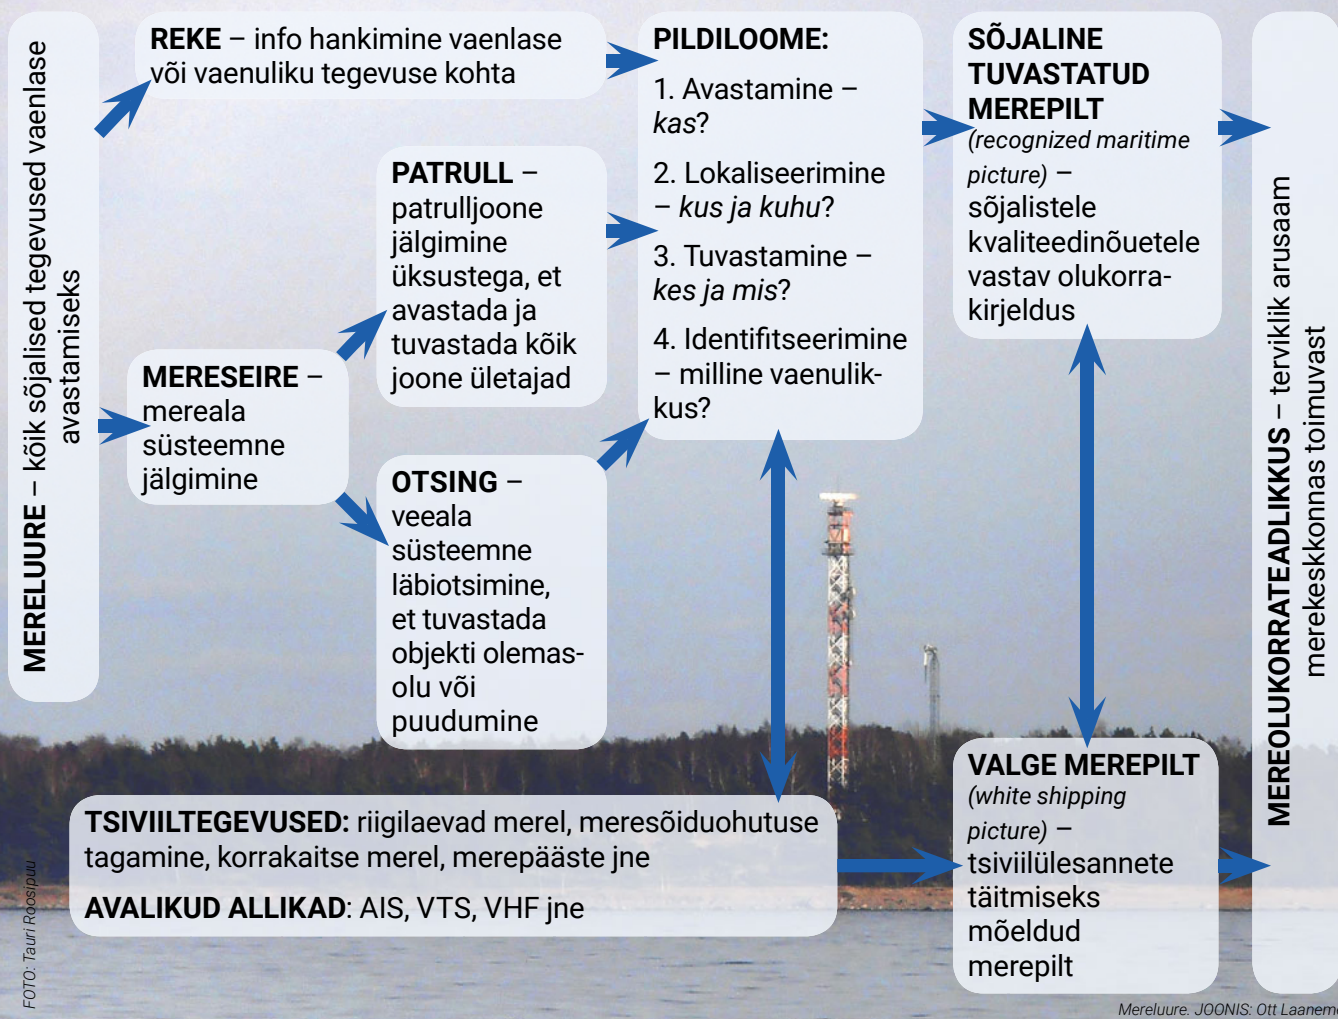 MERELUURE – kõik sõjalised tegevused vaenlase
avastamiseks
REKE – info hankimine vaenlase
või vaenuliku tegevuse kohta
MERESEIRE –
mereala
süsteemne
jälgimine
PATRULL –
patrulljoone
jälgimine
üksustega, et
avastada ja
tuvastada kõik
joone ületajad
OTSING –
veeala
süsteemne
läbiotsimine,
et tuvastada
objekti olemas-
olu või
puudumine
PILDILOOME:
1. Avastamine –
kas?
2. Lokaliseerimine
– kus ja kuhu?
3. Tuvastamine –
kes ja mis?
4. Identifitseerimine
– milline vaenulik-
kus?
SÕJALINE
TUVASTATUD
MEREPILT
(recognized maritime
picture) –
sõjalistele
kvaliteedinõuetele
vastav olukorra-
kirjeldus
TSIVIILTEGEVUSED: riigilaevad merel, meresõiduohutuse
tagamine, korrakaitse merel, merepääste jne
AVALIKUD ALLIKAD: AIS, VTS, VHF jne
VALGE MEREPILT
(white shipping
picture) –
tsiviilülesannete
täitmiseks
mõeldud
merepilt
MEREOLUKORRATEADLIKKUS – terviklik arusaam
merekeskkonnas toimuvast
FOTO: Tauri Roosipuu
Mereluure. JOONIS: Ott